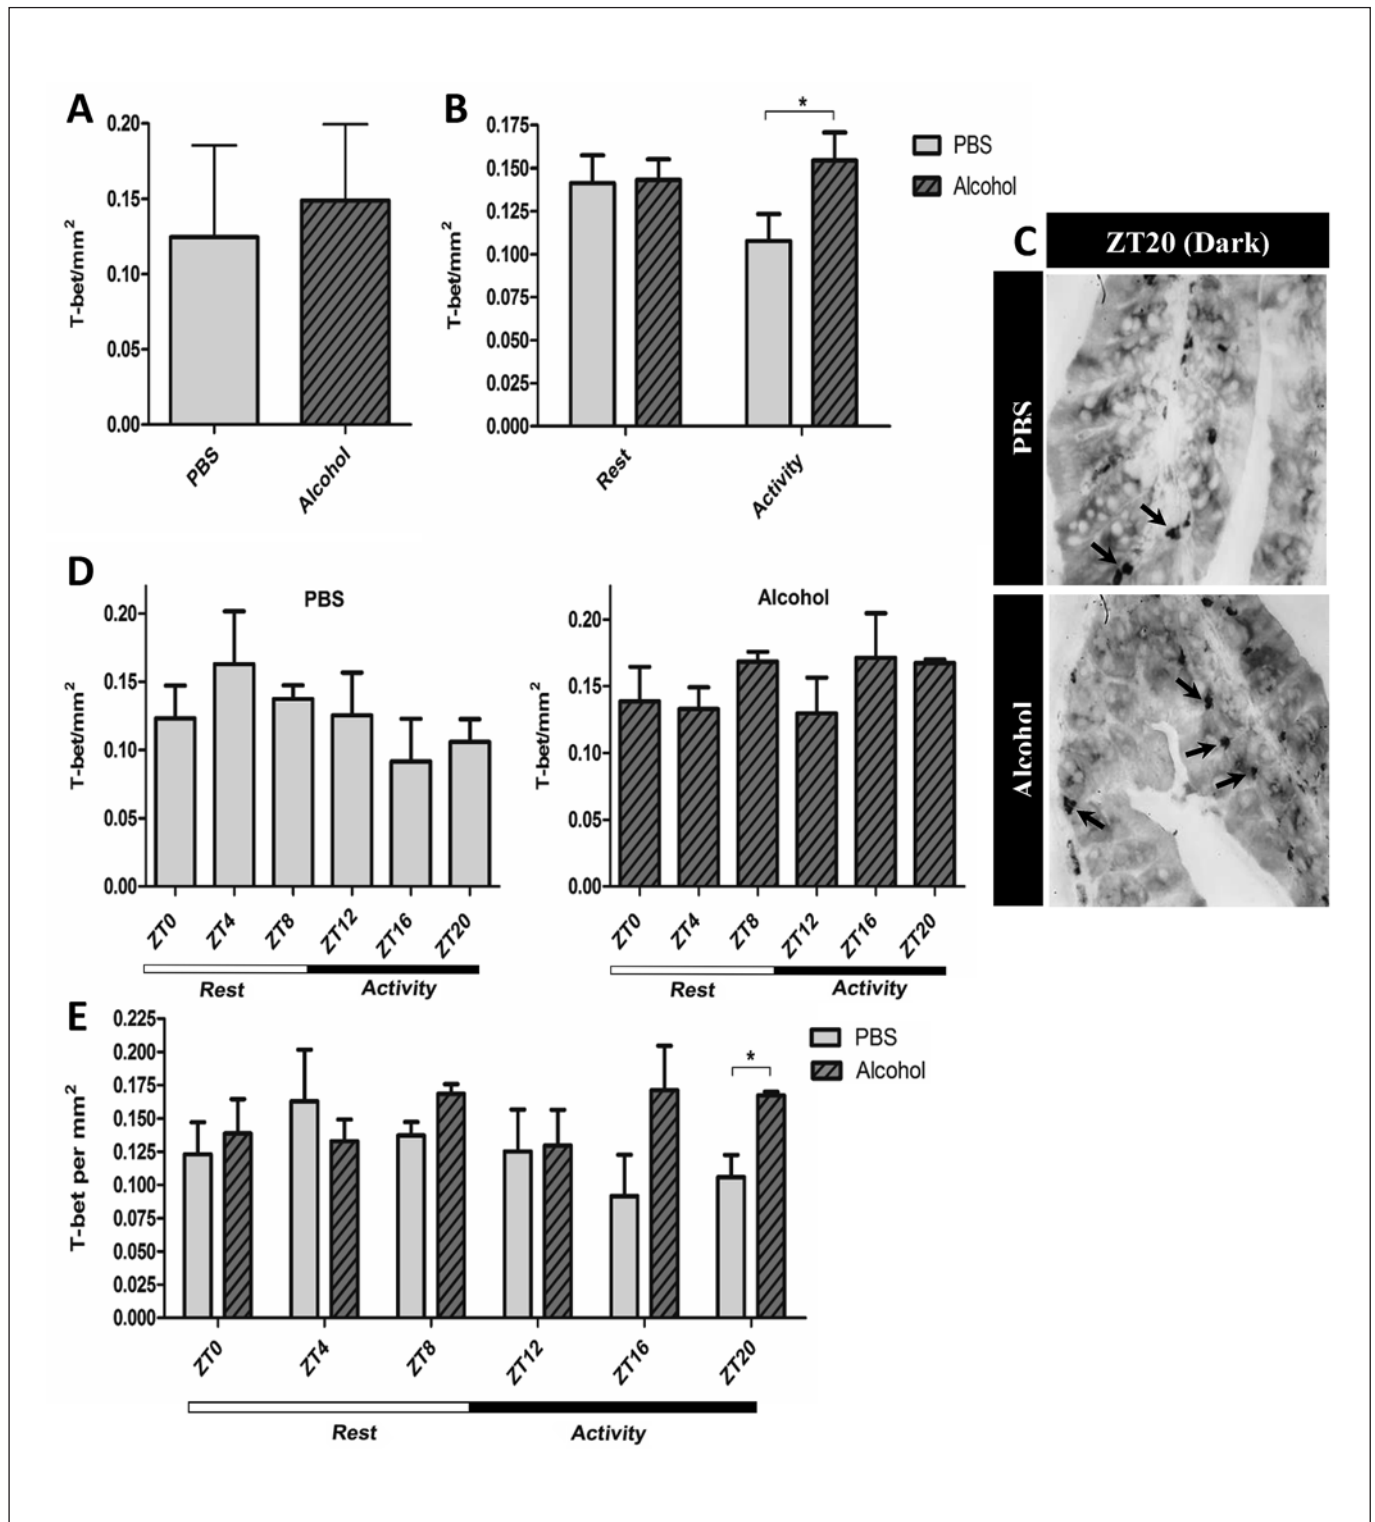 A
0.20
0.15
0.10
0.05
0.00
T-bet/mm²
PBS
Alcohol
B
0.175
0.150
0.125
0.100
0.075
0.050
0.025
0.000
T-bet/mm²
Rest
Activity
*
PBS
Alcohol
C
ZT20 (Dark)
PBS
Alcohol
D
PBS
0.20
0.15
0.10
0.05
0.00
T-bet/mm²
ZT0 ZT4 ZT8 ZT12 ZT16 ZT20
Rest Activity
Alcohol
0.20
0.15
0.10
0.05
0.00
T-bet/mm²
ZT0 ZT4 ZT8 ZT12 ZT16 ZT20
Rest Activity
E
0.225
0.200
0.175
0.150
0.125
0.100
0.075
0.050
0.025
0.000
T-bet per mm²
*
PBS
Alcohol
ZT0 ZT4 ZT8 ZT12 ZT16 ZT20
Rest Activity